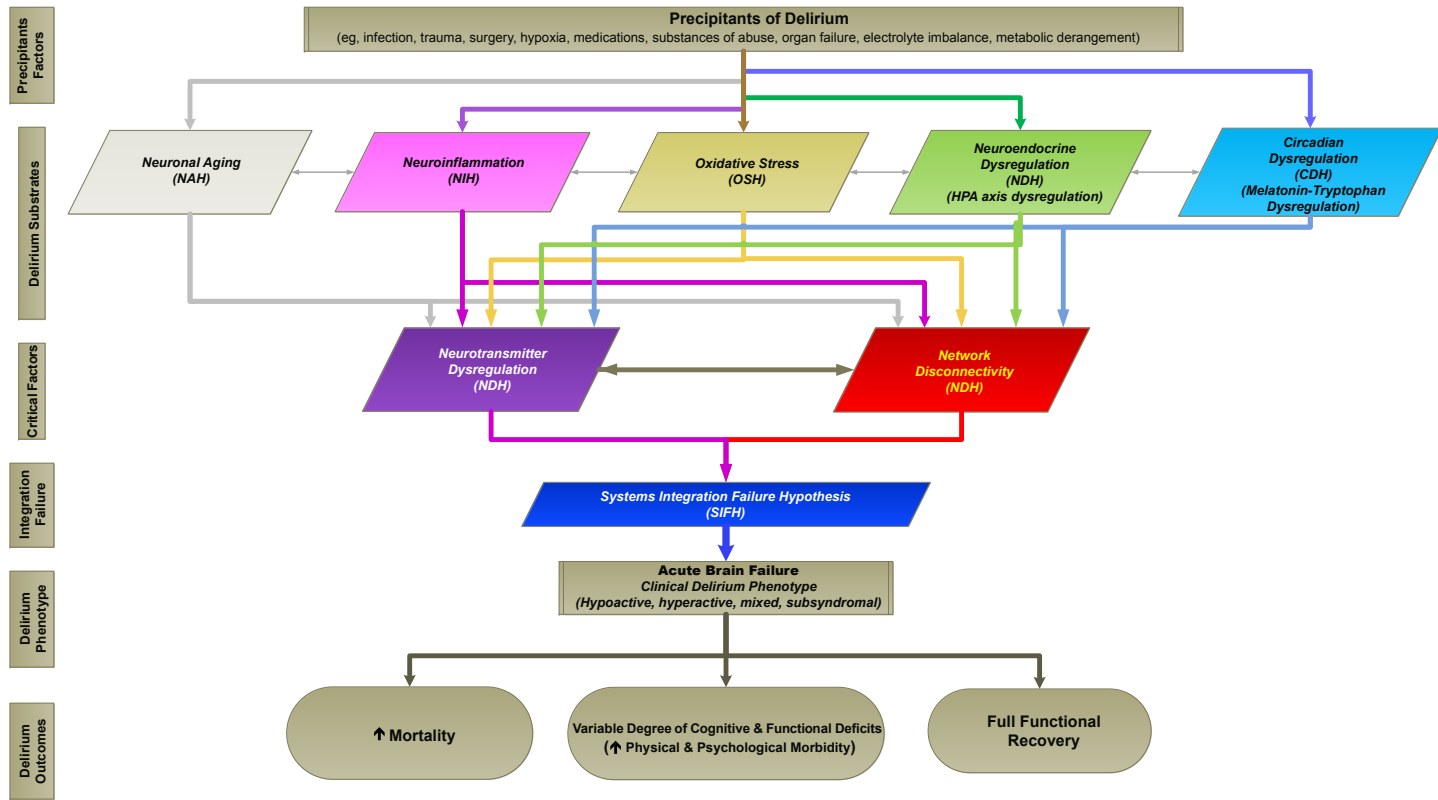 Precipitants
Factors
Precipitants of Delirium
(eg, infection, trauma, surgery, hypoxia, medications, substances of abuse, organ failure, electrolyte imbalance, metabolic derangement)
Delirium Substrates
Neuronal Aging
(NAH)
Neuroinflammation
(NIH)
Oxidative Stress
(OSH)
Neuroendocrine
Dysregulation
(NDH)
(HPA axis dysregulation)
Circadian
Dysregulation
(CDH)
(Melatonin-Tryptophan
Dysregulation)
Critical Factors
Neurotransmitter
Dysregulation
(NDH)
Network
Disconnectivity
(NDH)
Integration
Failure
Systems Integration Failure Hypothesis
(SIFH)
Delirium
Phenotype
Acute Brain Failure
Clinical Delirium Phenotype
(Hypoactive, hyperactive, mixed, subsyndromal)
Delirium
Outcomes
↑ Mortality
Variable Degree of Cognitive & Functional Deficits
(↑ Physical & Psychological Morbidity)
Full Functional
Recovery